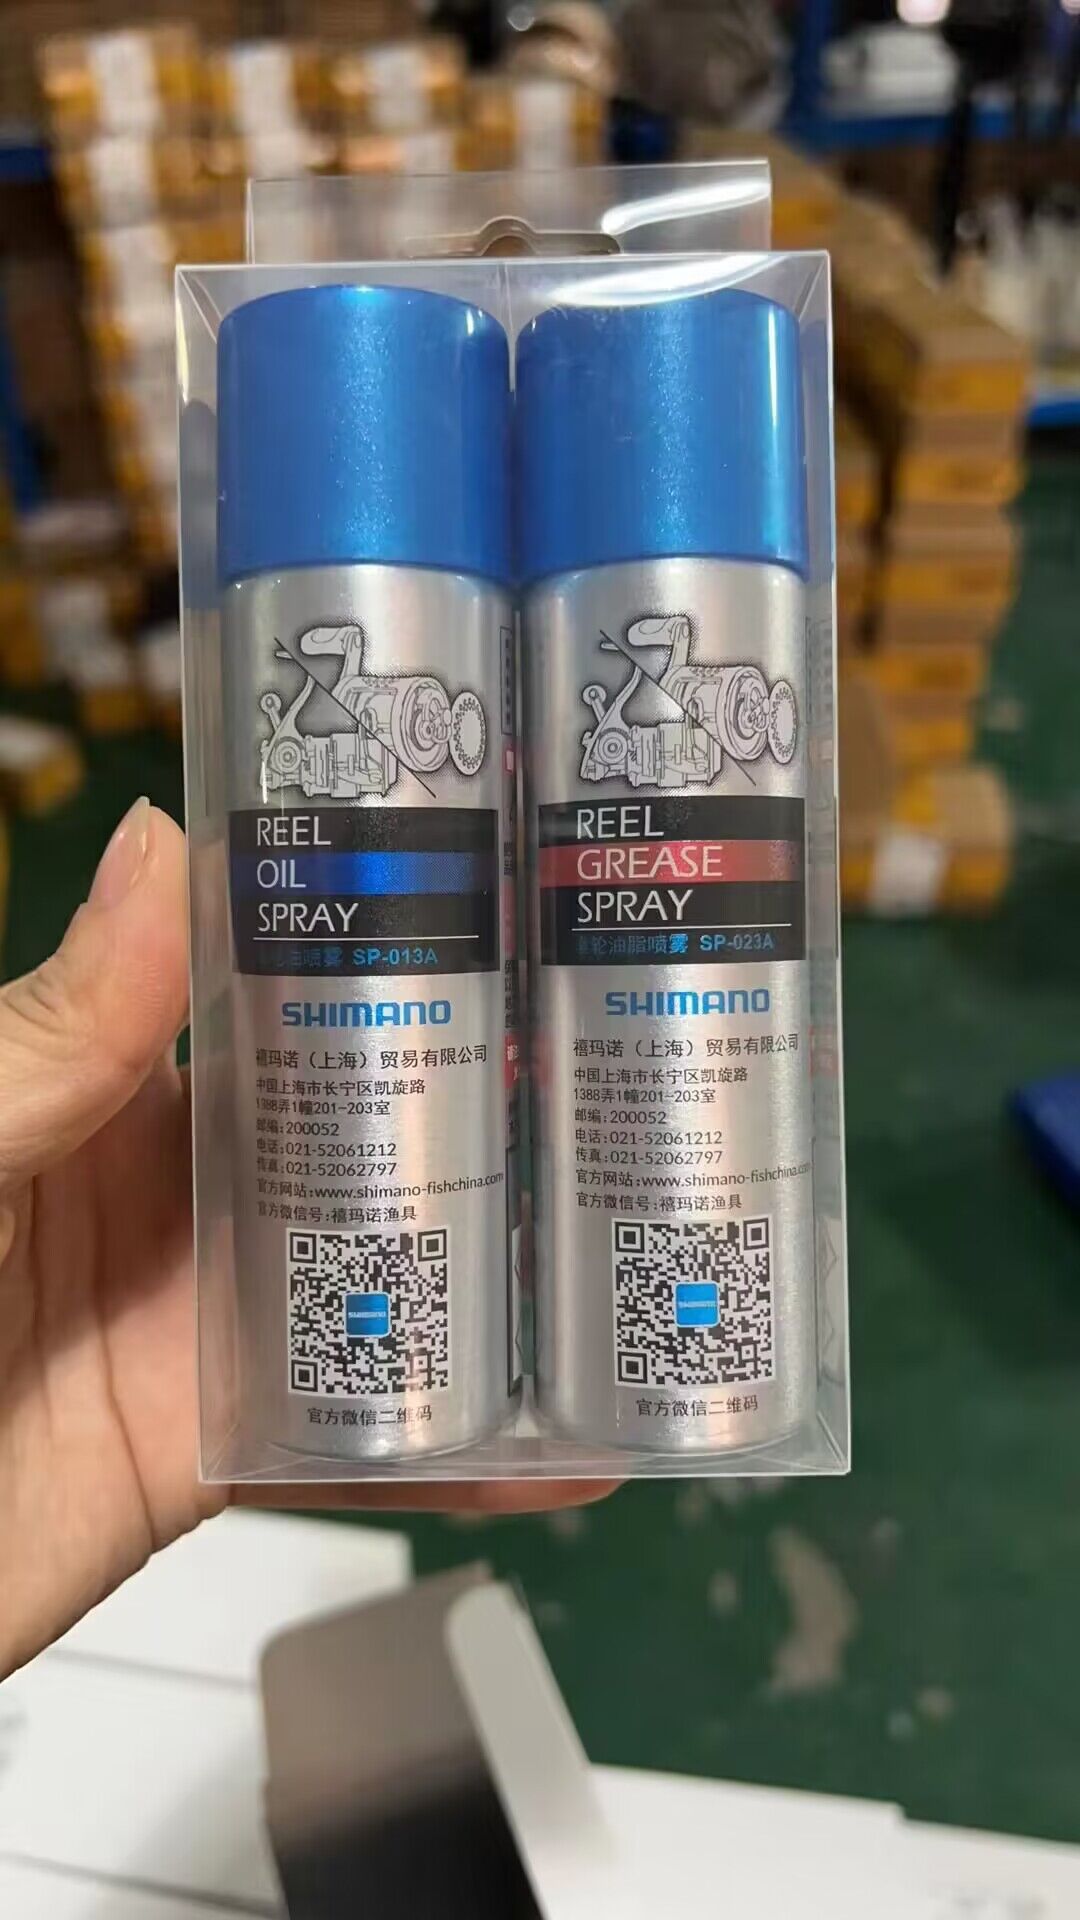 REEL
OIL
SPRAY
油喷雾 SP-013A
SHIMANO
禧玛诺（上海）贸易有限公司
中国上海市长宁区凯旋路
1388弄1幢201-203室
邮编:200052
电话:021-52061212
传真:021-52062797
官方网站:www.shimano-fishchina.com
官方微信号:禧玛诺渔具
SHIMANO
官方微信二维码
REEL
GREASE
SPRAY
轮油脂喷雾 SP-023A
SHIMANO
禧玛诺（上海）贸易有限公司
中国上海市长宁区凯旋路
1388弄1幢201-203室
邮编:200052
电话:021-52061212
传真:021-52062797
官方网站:www.shimano-fishchina.com
官方微信号:禧玛诺渔具
SHIMANO
官方微信二维码